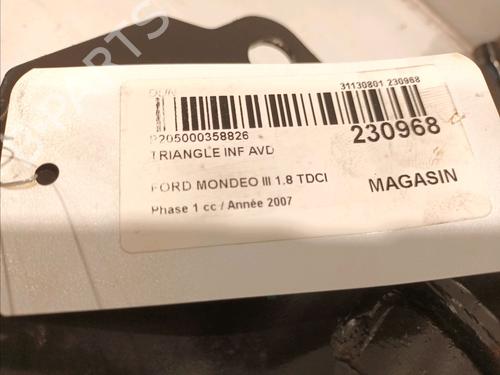 31130801 230968
P205000358826
230968
TRIANGLE INF AVD
FORD MONDEO III 1.8 TDCI
MAGASIN
Phase 1 cc / Année 2007